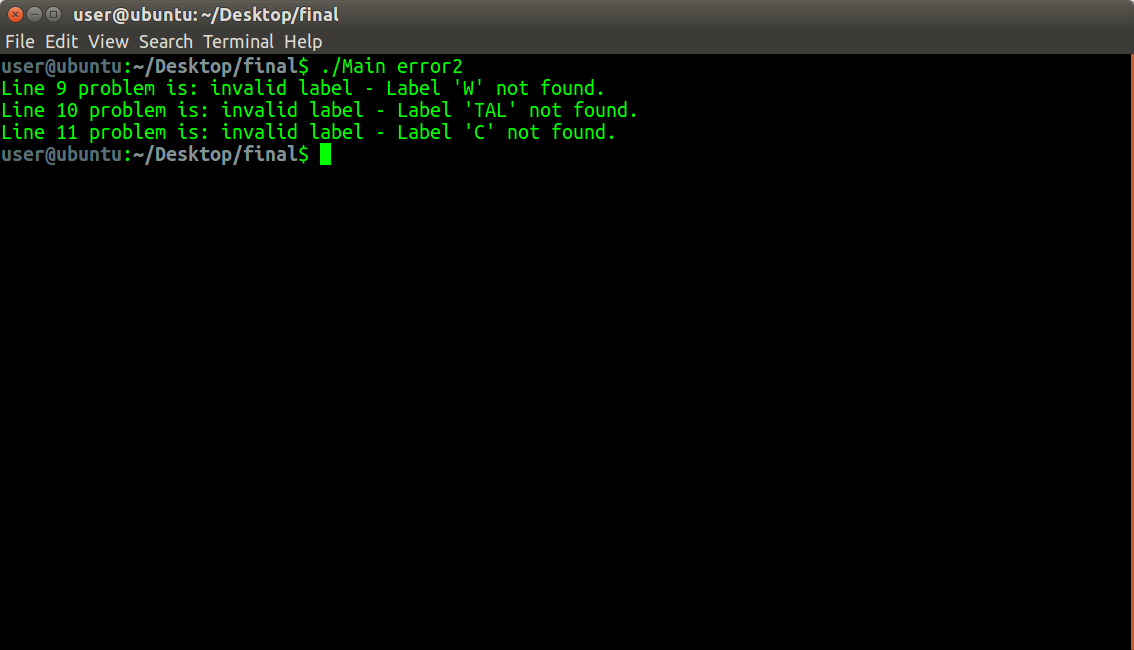 user@ubuntu: ~/Desktop/final
File Edit View Search Terminal Help
user@ubuntu:~/Desktop/final$ ./Main error2
Line 9 problem is: invalid label - Label 'W' not found.
Line 10 problem is: invalid label - Label 'TAL' not found.
Line 11 problem is: invalid label - Label 'C' not found.
user@ubuntu:~/Desktop/final$